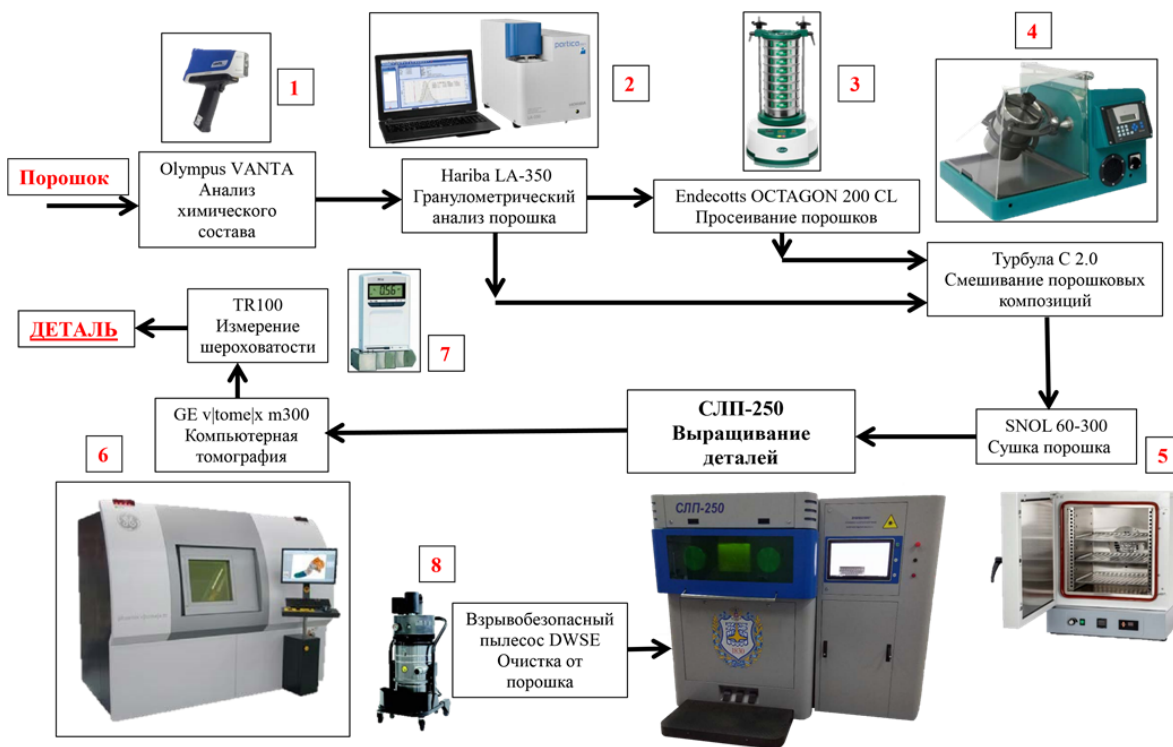 1
2
3
4
Порошок
Olympus VANTA
Анализ
химического
состава
Hariba LA-350
Гранулометрический
анализ порошка
Endecotts OCTAGON 200 CL
Просеивание порошков
Турбула С 2.0
Смешивание порошковых
композиций
ДЕТАЛЬ
TR100
Измерение
шероховатости
7
GE v|tome|x m300
Компьютерная
томография
СЛП-250
Выращивание
деталей
SNOL 60-300
Сушка порошка
5
6
8
Взрывобезопасный
пылесос DWSE
Очистка от
порошка
СЛП-250
partica